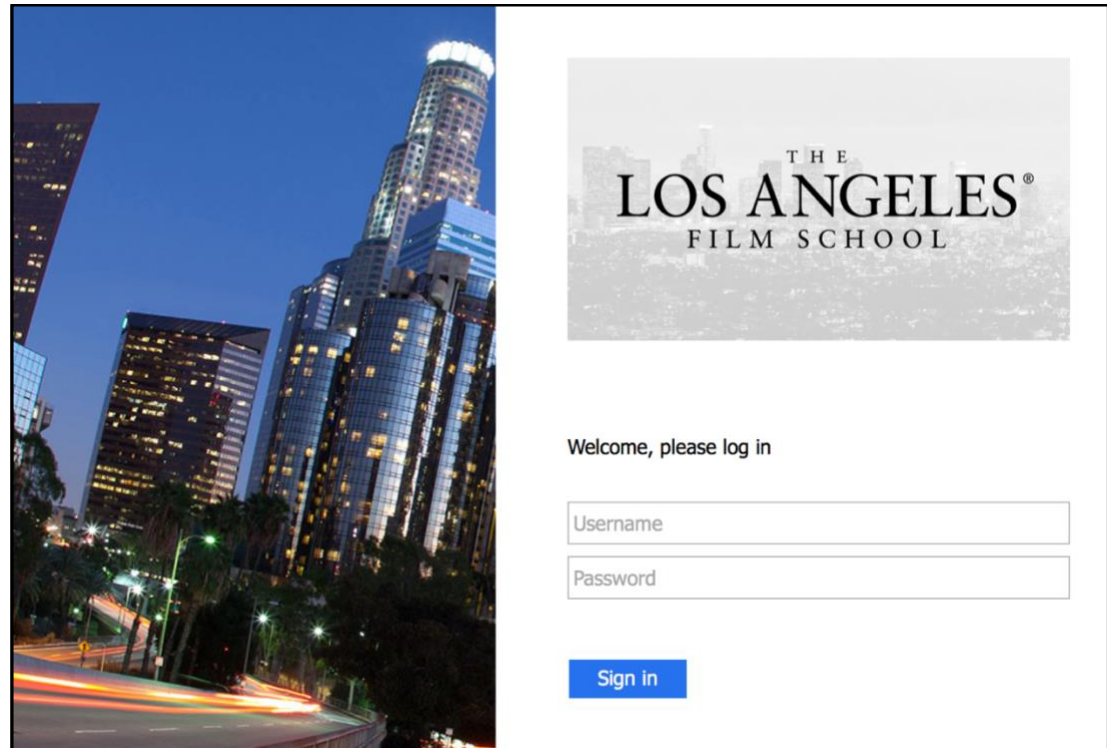 THE
LOS ANGELES®
FILM SCHOOL
Welcome, please log in
Username
Password
Sign in